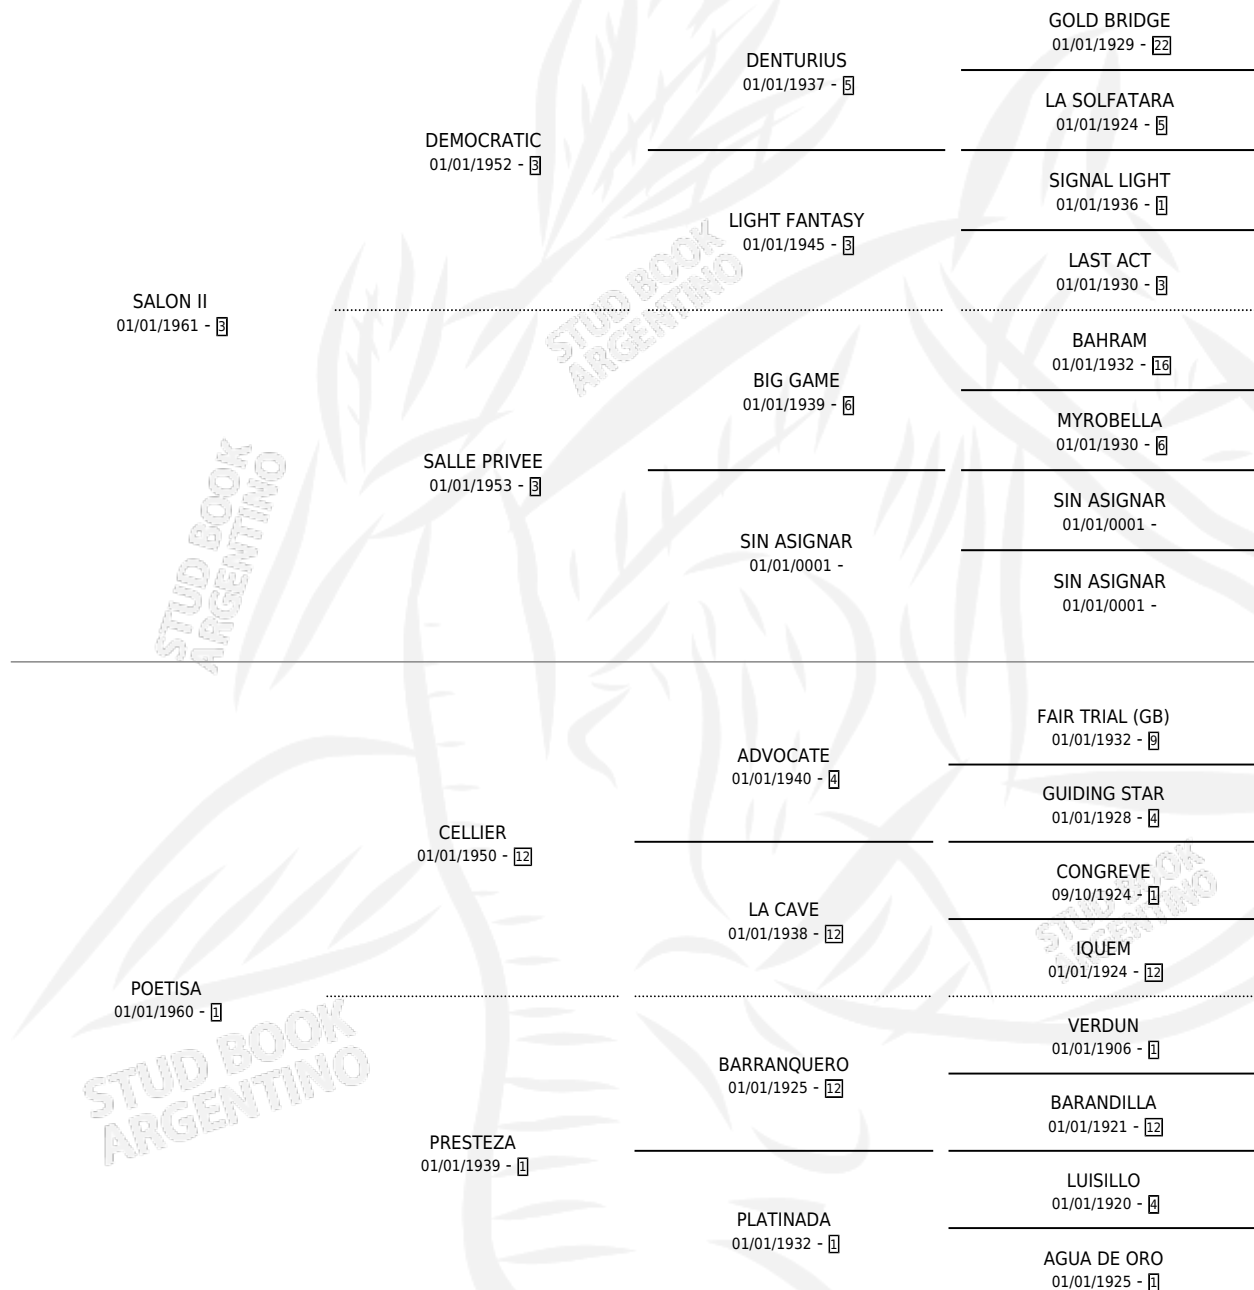 GOLD BRIDGE
01/01/1929 - 22
DENTURIUS
01/01/1937 - 5
LA SOLFATARA
01/01/1924 - 5
DEMOCRATIC
01/01/1952 - 3
SIGNAL LIGHT
01/01/1936 - 1
LIGHT FANTASY
01/01/1945 - 3
LAST ACT
01/01/1930 - 3
SALON II
01/01/1961 - 3
BAHRAM
01/01/1932 - 16
BIG GAME
01/01/1939 - 6
MYROBELLA
01/01/1930 - 6
SALLE PRIVEE
01/01/1953 - 3
SIN ASIGNAR
01/01/0001 -
SIN ASIGNAR
01/01/0001 -
SIN ASIGNAR
01/01/0001 -
FAIR TRIAL (GB)
01/01/1932 - 9
ADVOCATE
01/01/1940 - 4
GUIDING STAR
01/01/1928 - 4
CELLIER
01/01/1950 - 12
CONGREVE
09/10/1924 - 1
LA CAVE
01/01/1938 - 12
IQUEM
01/01/1924 - 12
POETISA
01/01/1960 - 1
VERDUN
01/01/1906 - 1
BARRANQUERO
01/01/1925 - 12
BARANDILLA
01/01/1921 - 12
PRESTEZA
01/01/1939 - 1
LUISILLO
01/01/1920 - 4
PLATINADA
01/01/1932 - 1
AGUA DE ORO
01/01/1925 - 1
STUD BOOK
ARGENTINO
STUD BOOK
ARGENTINO
STUD BOOK
ARGENTINO
STUD BOOK
ARGENTINO